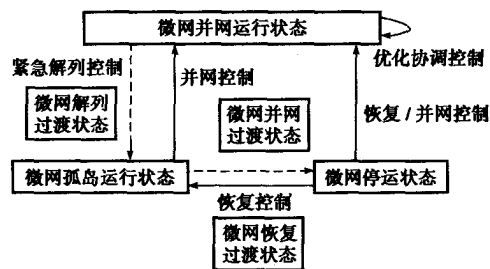 微网并网运行状态
紧急解列控制
并网控制
优化协调控制
微网解列
过渡状态
微网并网
过渡状态
恢复 / 并网控制
微网孤岛运行状态
微网停运状态
恢复控制
微网恢复
过渡状态